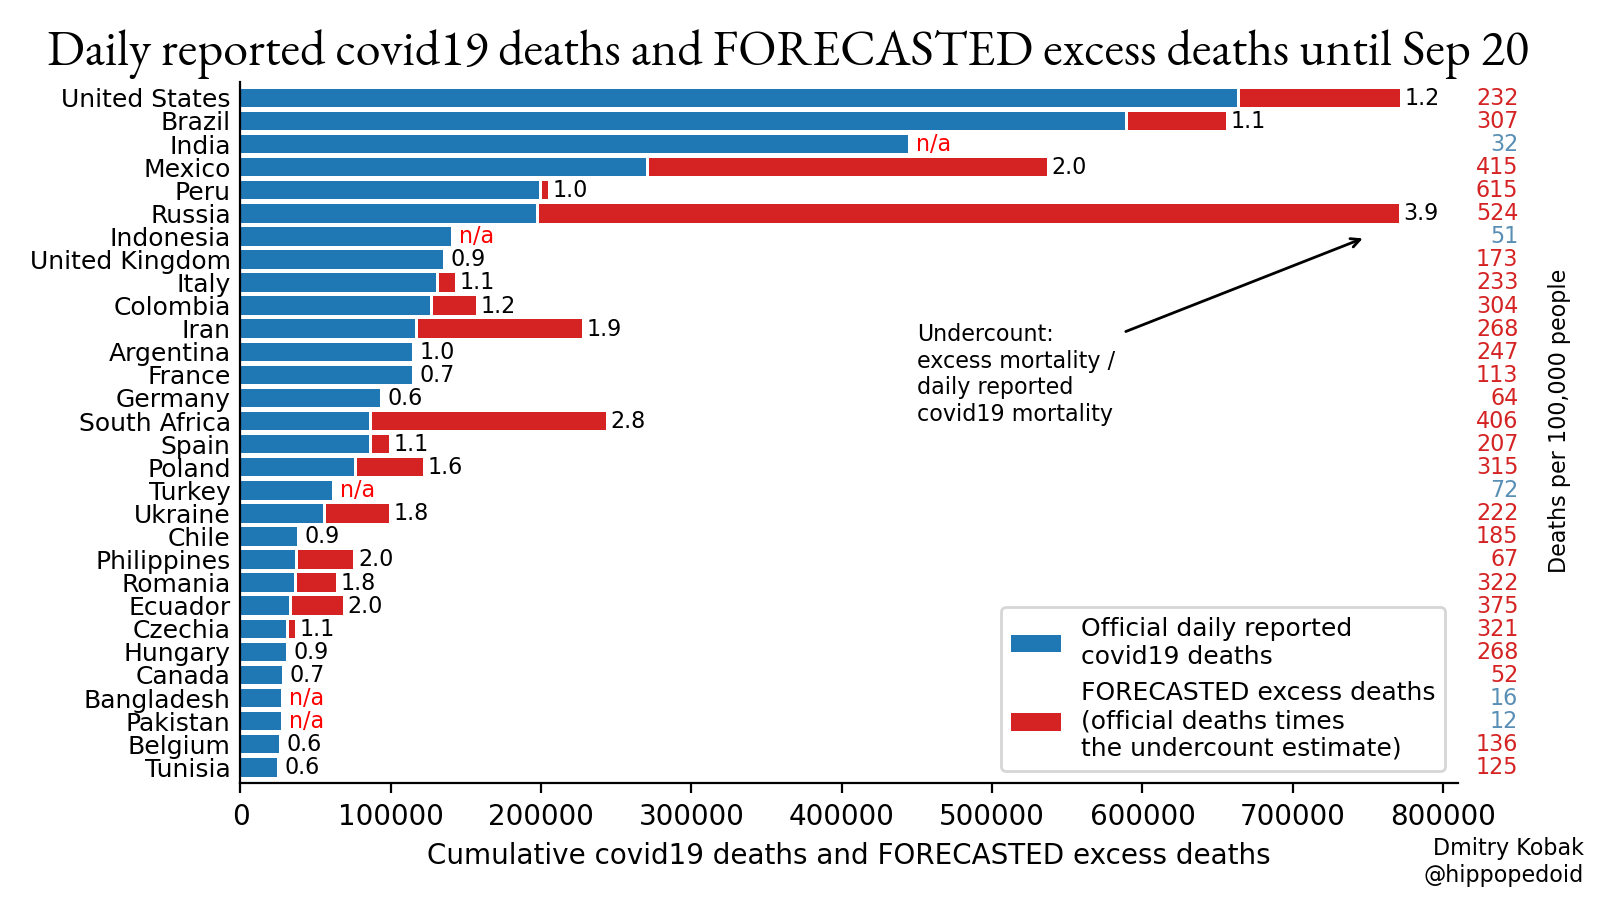 Daily reported covid19 deaths and FORECASTED excess deaths until Sep 20
United States 1.2 232
Brazil 1.1 307
India n/a 32
Mexico 2.0 415
Peru 1.0 615
Russia 3.9 524
Indonesia n/a 51
United Kingdom 0.9 173
Italy 1.1 233
Colombia 1.2 304
Iran 1.9 268
Argentina 1.0 247
France 0.7 113
Germany 0.6 64
South Africa 2.8 406
Spain 1.1 207
Poland 1.6 315
Turkey n/a 72
Ukraine 1.8 222
Chile 0.9 185
Philippines 2.0 67
Romania 1.8 322
Ecuador 2.0 375
Czechia 1.1 321
Hungary 0.9 268
Canada 0.7 52
Bangladesh n/a 16
Pakistan n/a 12
Belgium 0.6 136
Tunisia 0.6 125
Undercount:
excess mortality /
daily reported
covid19 mortality
Deaths per 100,000 people
Official daily reported
covid19 deaths
FORECASTED excess deaths
(official deaths times
the undercount estimate)
0 100000 200000 300000 400000 500000 600000 700000 800000
Cumulative covid19 deaths and FORECASTED excess deaths
Dmitry Kobak
@hippopedoid